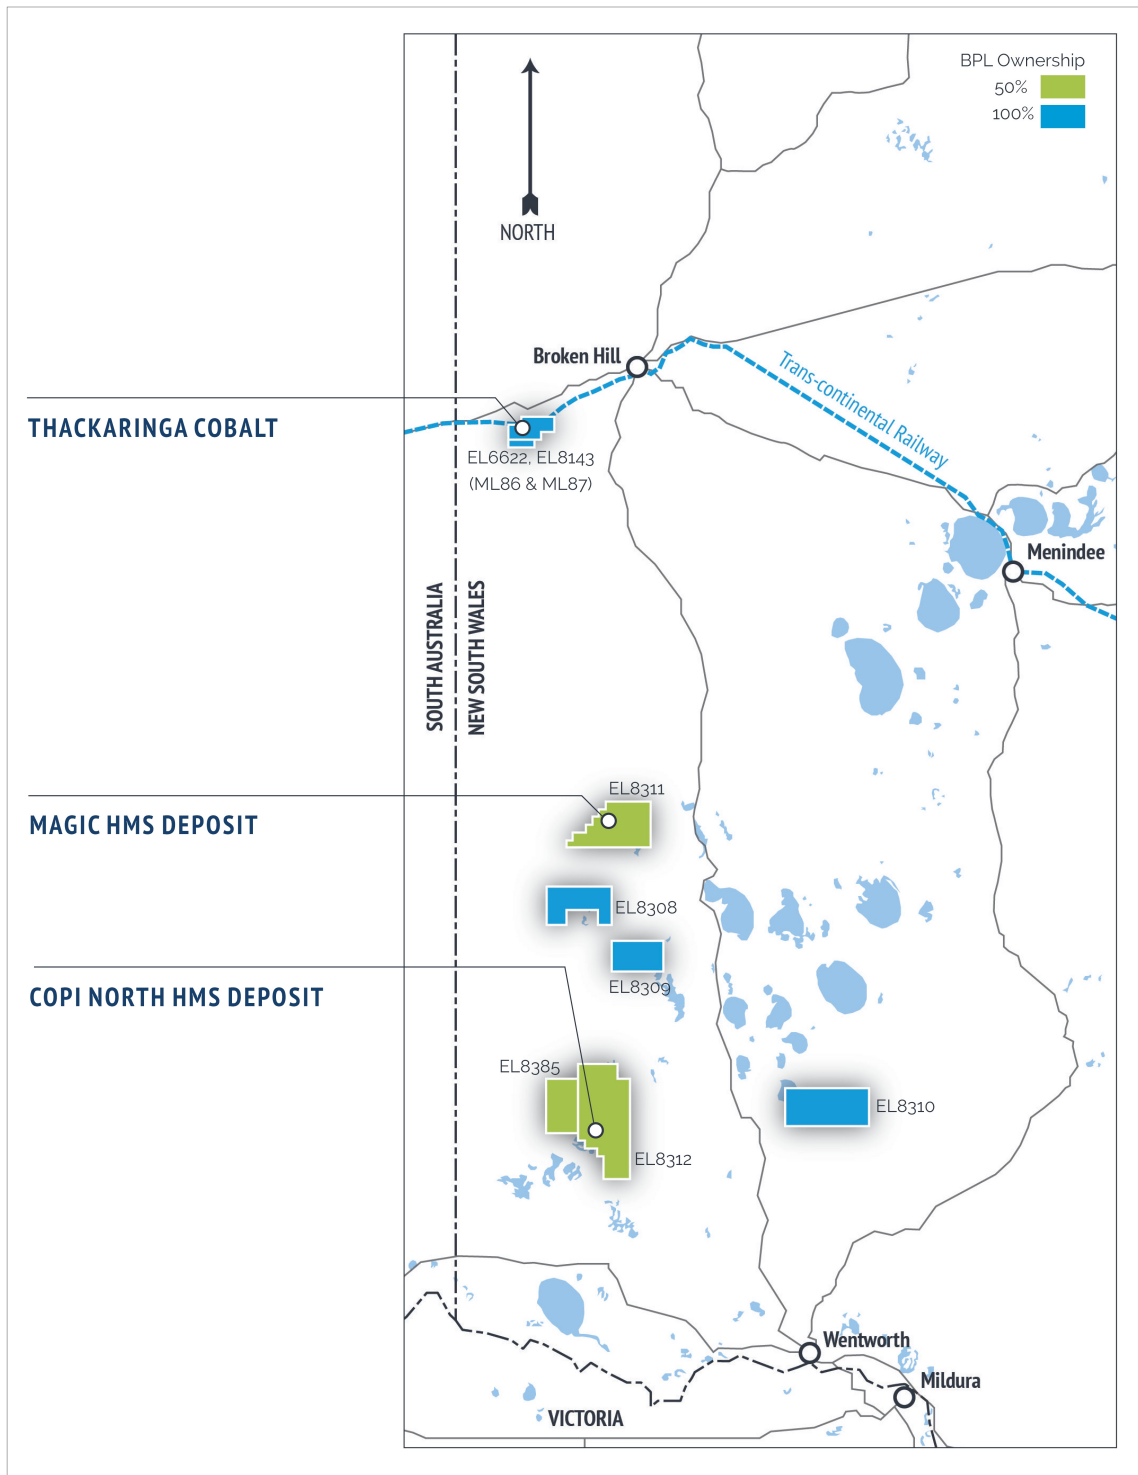 BPL Ownership
50%
100%
NORTH
Broken Hill
Trans-continental Railway
THACKARINGA COBALT
EL6622, EL8143
(ML86 & ML87)
Menindee
SOUTH AUSTRALIA
NEW SOUTH WALES
EL8311
MAGIC HMS DEPOSIT
EL8308
EL8309
COPI NORTH HMS DEPOSIT
EL8385
EL8310
EL8312
Wentworth
Mildura
VICTORIA